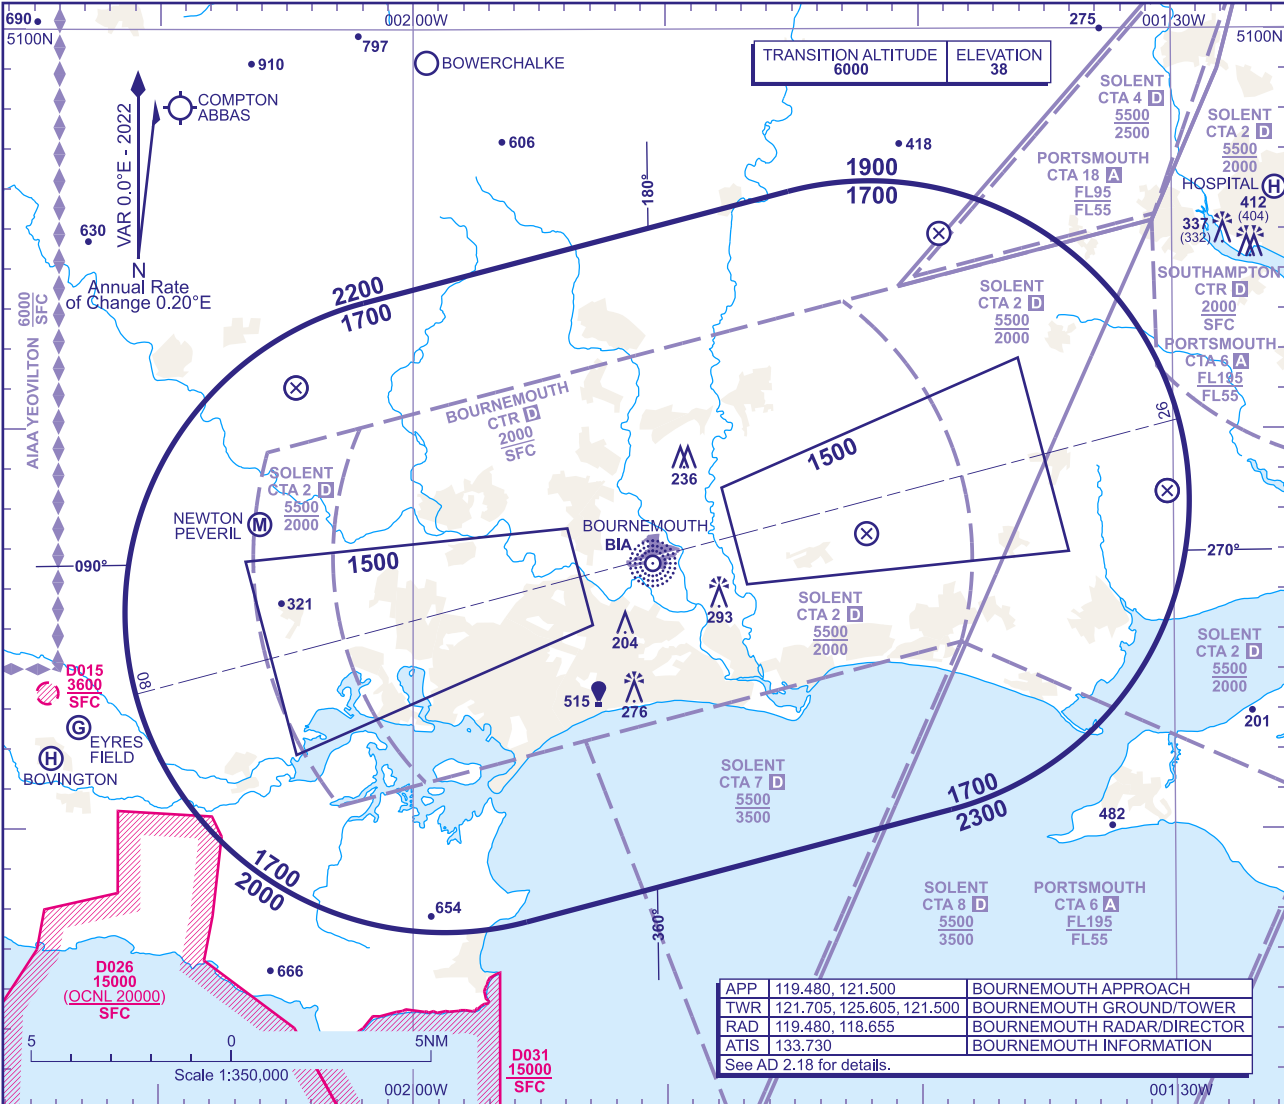 690
5100N
002°00'W
797
910
BOWERCHALKE
COMPTON
ABBAS
VAR 0.0°E - 2022
N
Annual Rate
of Change 0.20°E
630
606
180°
TRANSITION ALTITUDE
6000
ELEVATION
38
275
001°30'W
5100N
SOLENT
CTA 4 D
5500
2500
SOLENT
CTA 2 D
5500
2000
418
PORTSMOUTH
CTA 18 A
FL95
FL55
HOSPITAL H
412
(404)
337
(332)
1900
1700
SOUTHAMPTON
CTR D
2000
SFC
SOLENT
CTA 2 D
5500
2000
PORTSMOUTH
CTA 6 A
FL195
FL55
2200
1700
AIAA YEOVILTON 6000
SFC
BOURNEMOUTH
CTR D
2000
SFC
26
1500
236
SOLENT
CTA 2 D
5500
2000
NEWTON
PEVERIL
M
BOURNEMOUTH
BIA
090°
1500
270°
321
293
204
SOLENT
CTA 2 D
5500
2000
SOLENT
CTA 2 D
5500
2000
201
08
D015
3600
SFC
G
EYRES
FIELD
H
BOVINGTON
515
276
SOLENT
CTA 7 D
5500
3500
1700
2300
482
1700
2000
654
360°
SOLENT
CTA 8 D
5500
3500
PORTSMOUTH
CTA 6 A
FL195
FL55
666
D026
15000
(OCNL 20000)
SFC
APP 119.480, 121.500 BOURNEMOUTH APPROACH
TWR 121.705, 125.605, 121.500 BOURNEMOUTH GROUND/TOWER
RAD 119.480, 118.655 BOURNEMOUTH RADAR/DIRECTOR
ATIS 133.730 BOURNEMOUTH INFORMATION
See AD 2.18 for details.
5 0 5NM
Scale 1:350,000
D031
15000
SFC
002°00'W
001°30'W